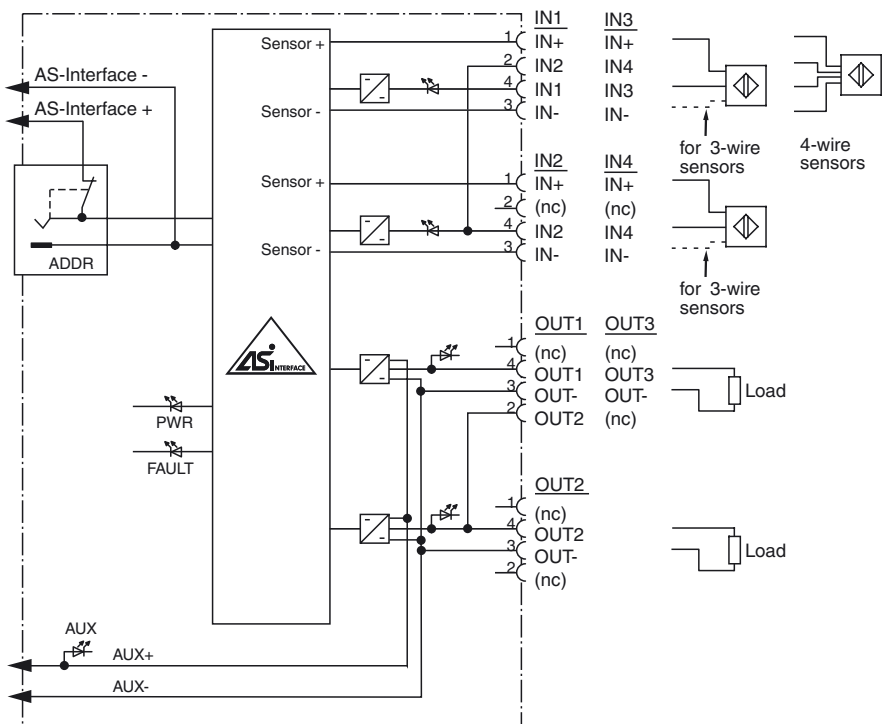 AS-Interface -
AS-Interface +
ADDR
Sensor +
Sensor -
Sensor +
Sensor -
ASi INTERFACE
PWR
FAULT
AUX
AUX+
AUX-
IN1 IN3
1 IN+ IN+
2 IN2 IN4
4 IN1 IN3
3 IN- IN-
for 3-wire
sensors
4-wire
sensors
IN2 IN4
1 IN+ IN+
2 (nc) (nc)
4 IN2 IN4
3 IN- IN-
for 3-wire
sensors
OUT1 OUT3
1 (nc) (nc)
4 OUT1 OUT3
3 OUT- OUT-
2 OUT2 (nc)
Load
OUT2
1 (nc)
4 OUT2
3 OUT-
2 (nc)
Load